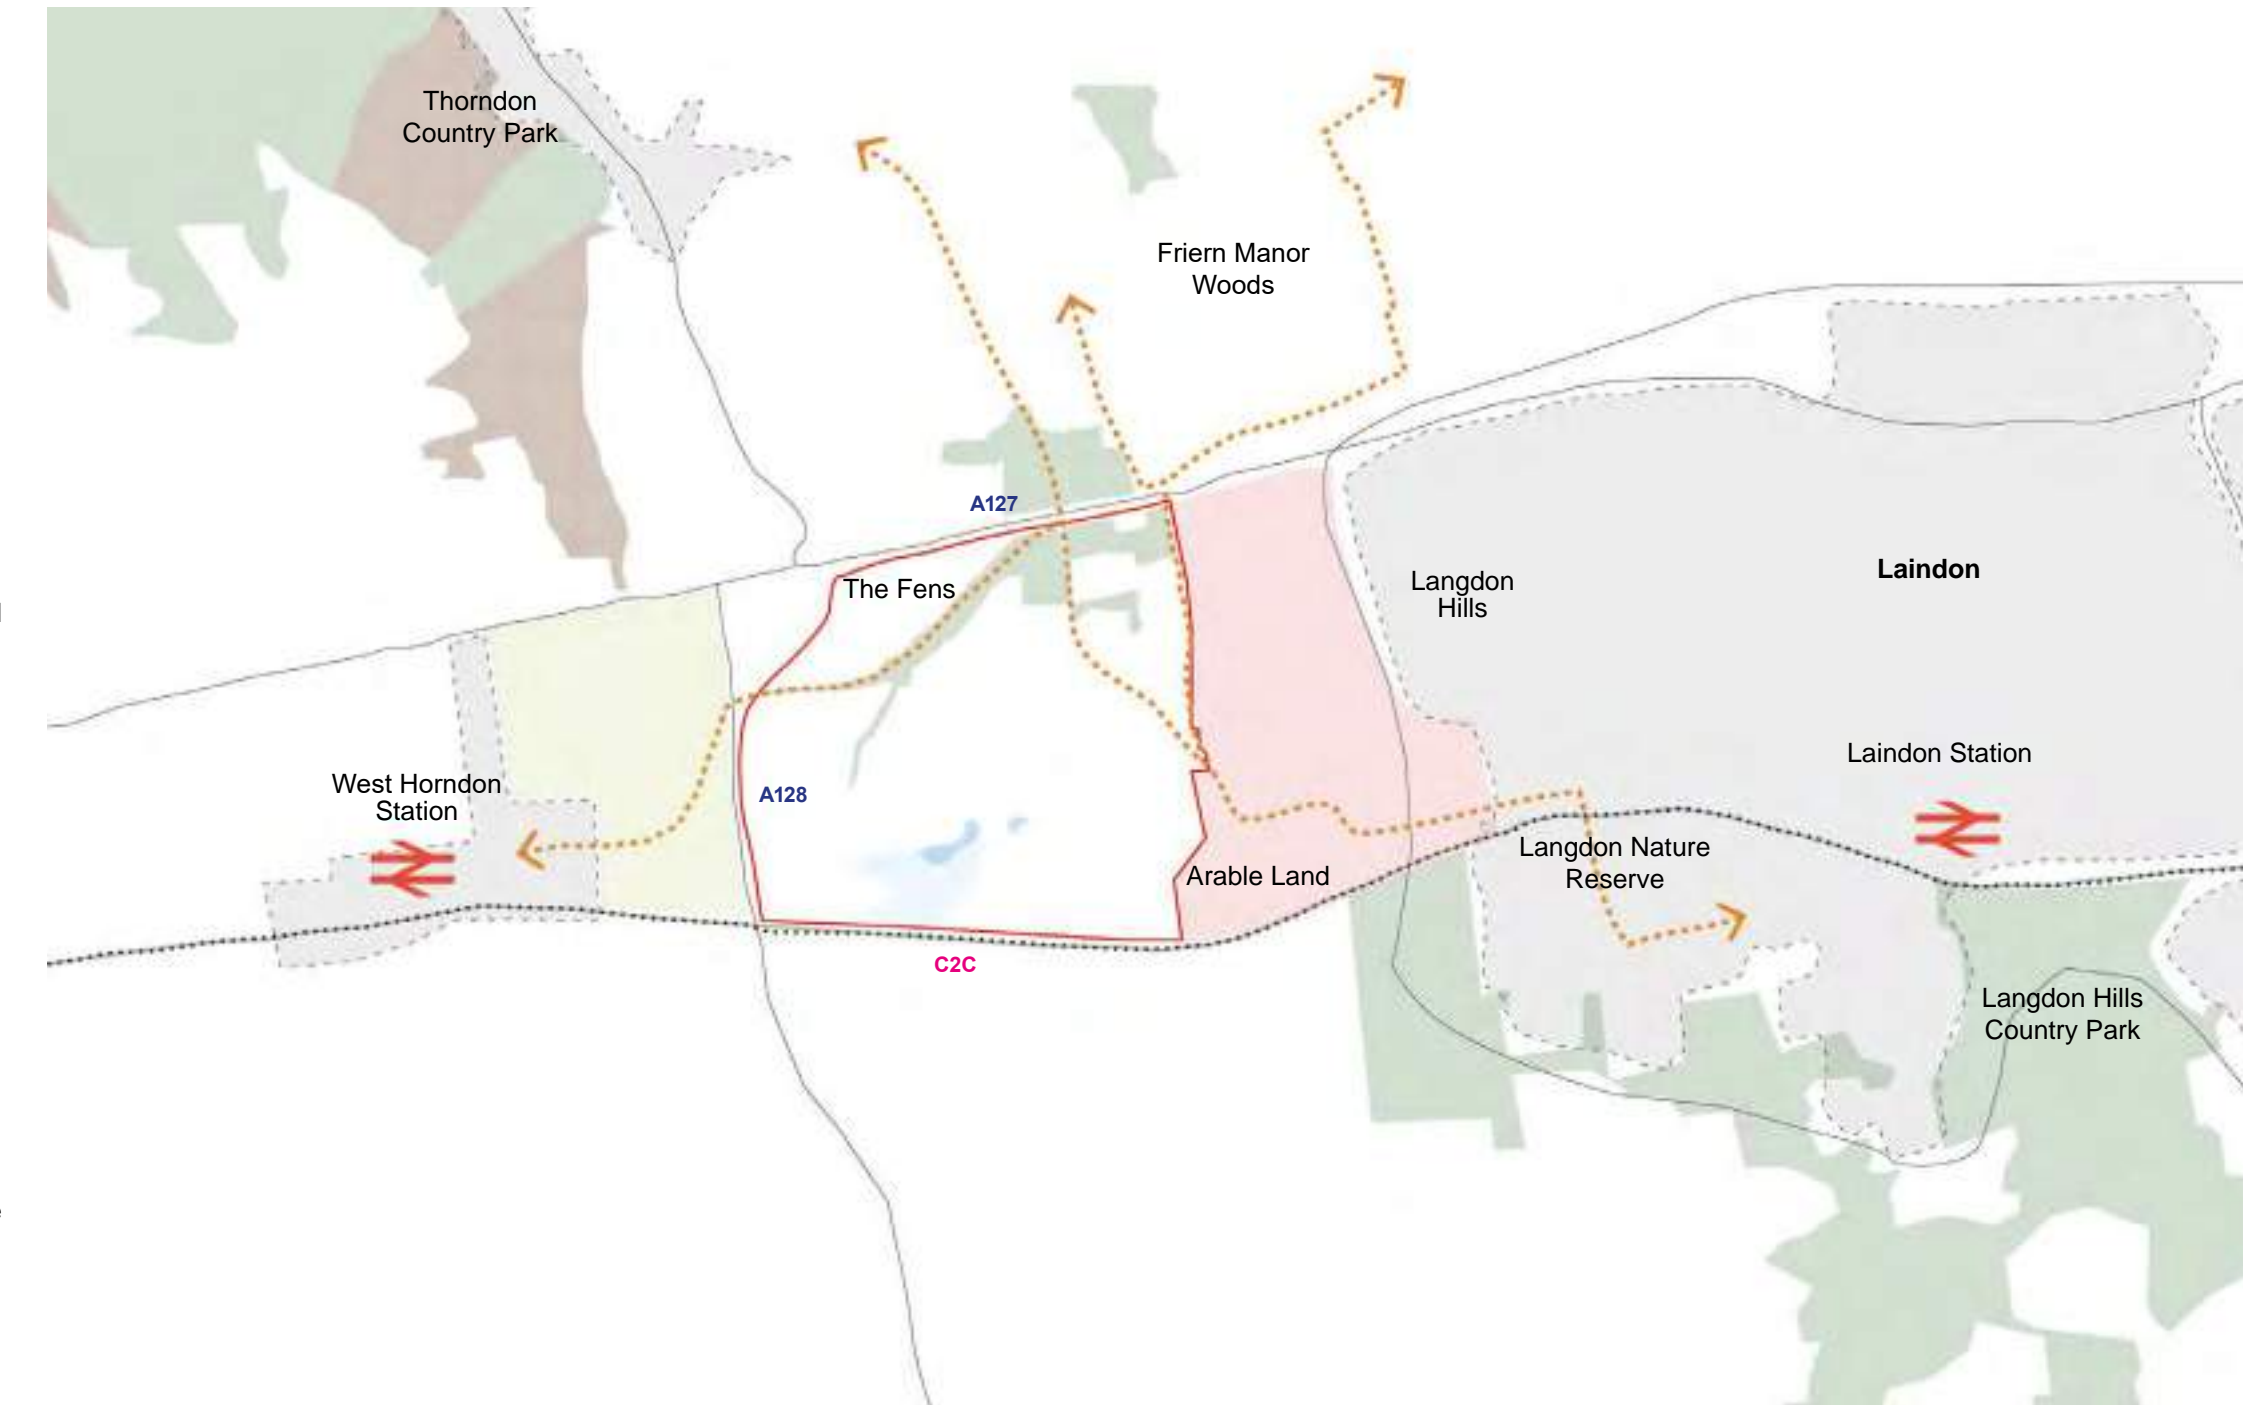 Thorndon
Country Park
Friern Manor
Woods
A127
The Fens
Langdon
Hills
Laindon
West Horndon
Station
A128
Laindon Station
Arable Land
Langdon Nature
Reserve
C2C
Langdon Hills
Country Park